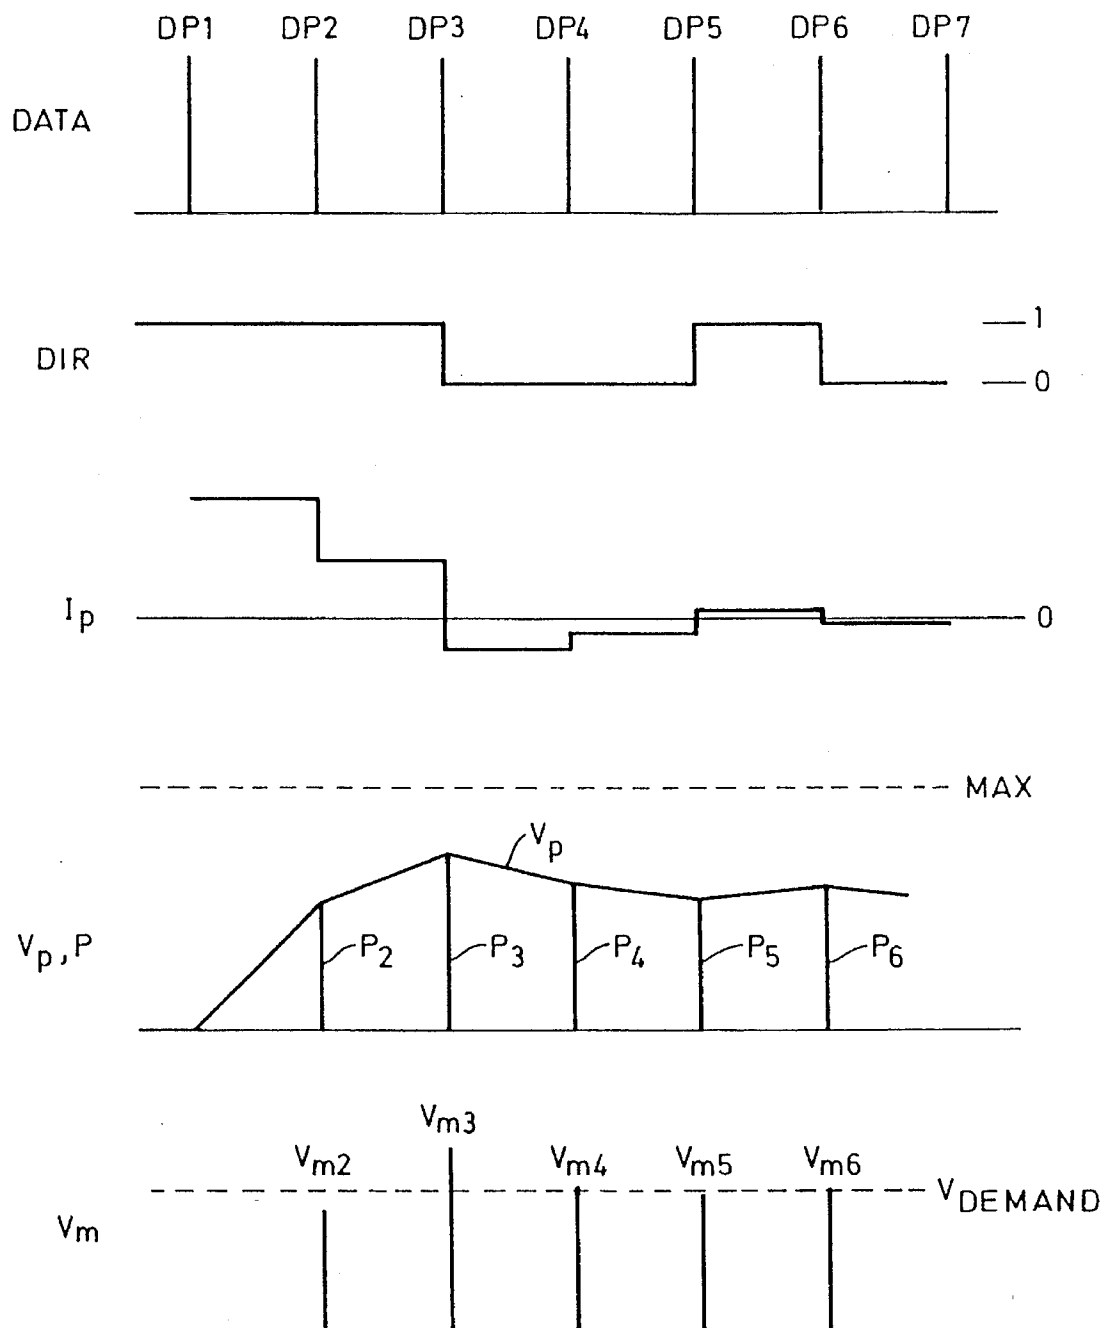 DP1 DP2 DP3 DP4 DP5 DP6 DP7
DATA
1
DIR
0
Ip
0
MAX
Vp
Vp,P
P2 P3 P4 P5 P6
Vm3
Vm2 Vm4 Vm5 Vm6
VDEMAND
Vm